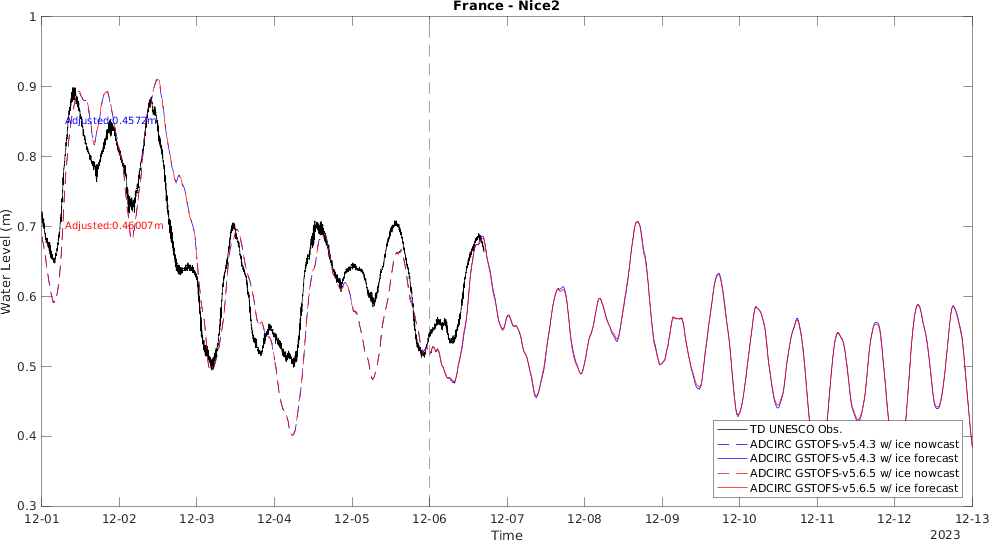 France - Nice2
1
0.9
0.8
0.7
0.6
0.5
0.4
0.3
Water Level (m)
Adjusted:0.4572m
Adjusted:0.46007m
TD UNESCO Obs.
ADCIRC GSTOFS-v5.4.3 w/ ice nowcast
ADCIRC GSTOFS-v5.4.3 w/ ice forecast
ADCIRC GSTOFS-v5.6.5 w/ ice nowcast
ADCIRC GSTOFS-v5.6.5 w/ ice forecast
12-01 12-02 12-03 12-04 12-05 12-06 12-07 12-08 12-09 12-10 12-11 12-12 12-13
Time
2023